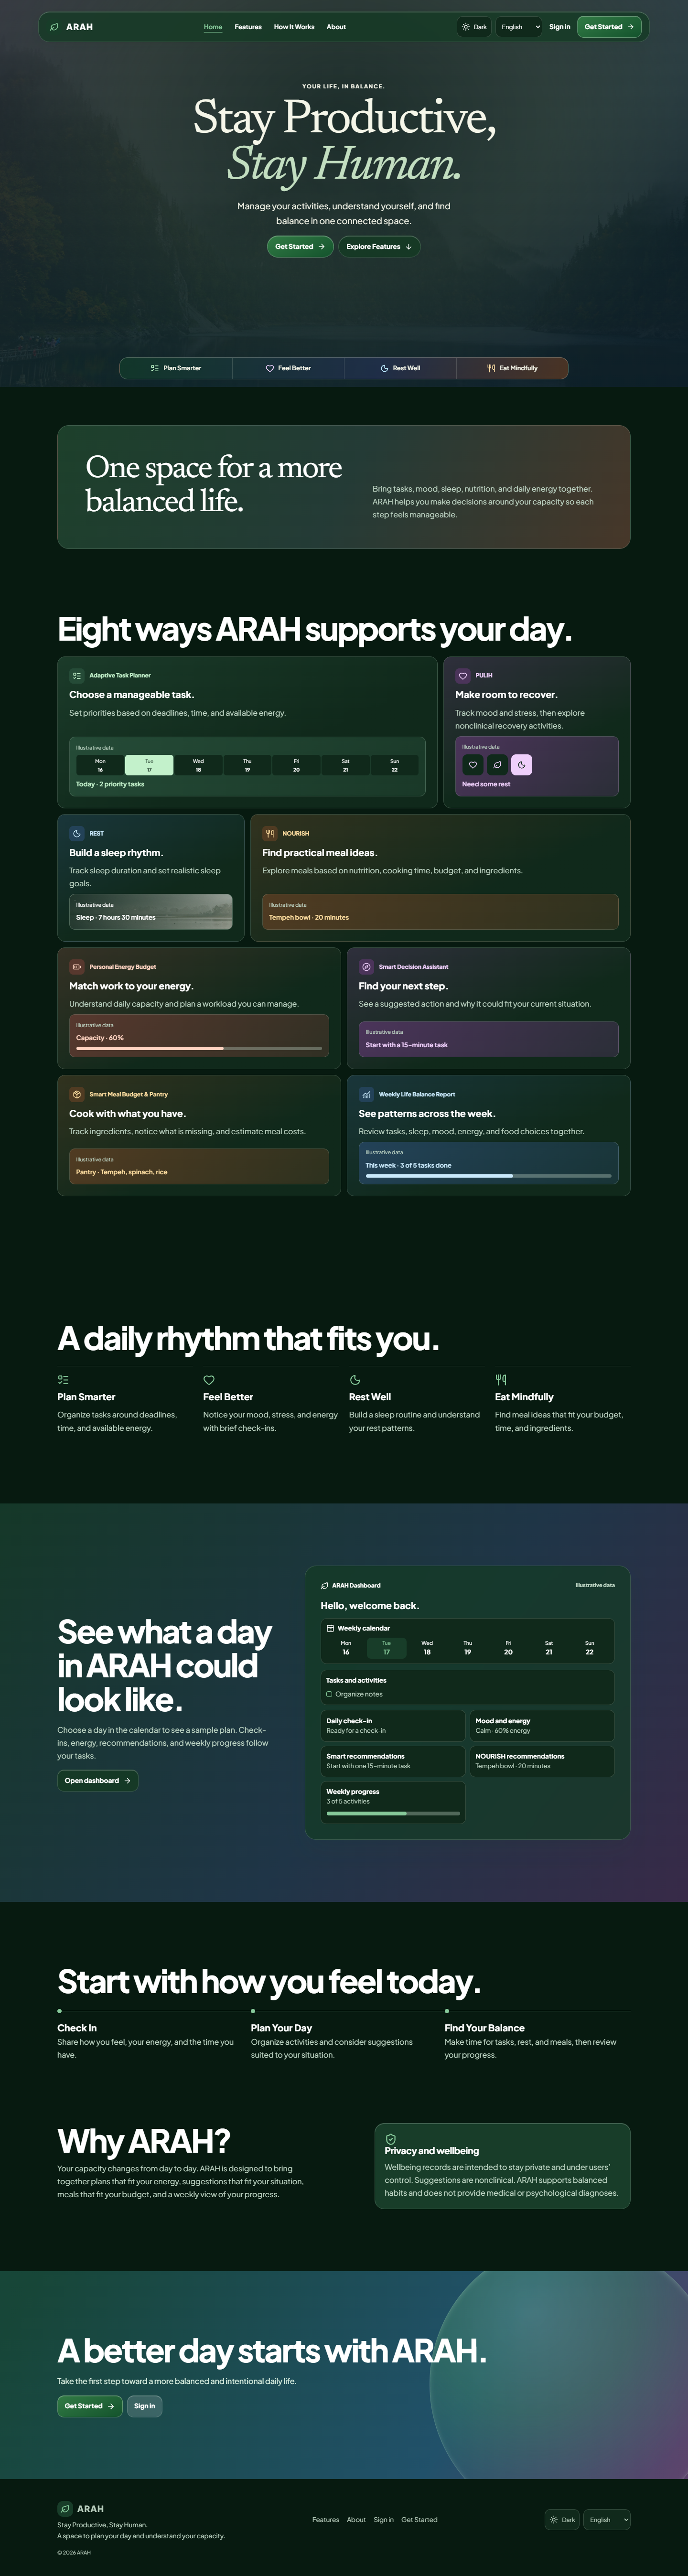 ARAH
Home Features How It Works About
Dark English Sign In Get Started
YOUR LIFE, IN BALANCE.
Stay Productive,
Stay Human.
Manage your activities, understand yourself, and find
balance in one connected space.
Get Started Explore Features
Plan Smarter Feel Better Rest Well Eat Mindfully
One space for a more
balanced life.
Bring tasks, mood, sleep, nutrition, and daily energy together.
ARAH helps you make decisions around your capacity so each
step feels manageable.
Eight ways ARAH supports your day.
Adaptive Task Planner
Choose a manageable task.
Set priorities based on deadlines, time, and available energy.
Illustrative data
Mon Tue Wed Thu Fri Sat Sun
16 17 18 19 20 21 22
Today · 2 priority tasks
PULIH
Make room to recover.
Track mood and stress, then explore
nonclinical recovery activities.
Illustrative data
Need some rest
REST
Build a sleep rhythm.
Track sleep duration and set realistic sleep
goals.
Illustrative data
Sleep · 7 hours 30 minutes
NOURISH
Find practical meal ideas.
Explore meals based on nutrition, cooking time, budget, and ingredients.
Illustrative data
Tempeh bowl · 20 minutes
Personal Energy Budget
Match work to your energy.
Understand daily capacity and plan a workload you can manage.
Illustrative data
Capacity · 60%
Smart Decision Assistant
Find your next step.
See a suggested action and why it could fit your current situation.
Illustrative data
Start with a 15-minute task
Smart Meal Budget & Pantry
Cook with what you have.
Track ingredients, notice what is missing, and estimate meal costs.
Illustrative data
Pantry · Tempeh, spinach, rice
Weekly Life Balance Report
See patterns across the week.
Review tasks, sleep, mood, energy, and food choices together.
Illustrative data
This week · 3 of 5 tasks done
A daily rhythm that fits you.
Plan Smarter
Organize tasks around deadlines,
time, and available energy.
Feel Better
Notice your mood, stress, and energy
with brief check-ins.
Rest Well
Build a sleep routine and understand
your rest patterns.
Eat Mindfully
Find meal ideas that fit your budget,
time, and ingredients.
See what a day
in ARAH could
look like.
Choose a day in the calendar to see a sample plan. Check-
ins, energy, recommendations, and weekly progress follow
your tasks.
Open dashboard
ARAH Dashboard
Illustrative data
Hello, welcome back.
Weekly calendar
Mon Tue Wed Thu Fri Sat Sun
16 17 18 19 20 21 22
Tasks and activities
Organize notes
Daily check-in
Ready for a check-in
Mood and energy
Calm · 60% energy
Smart recommendations
Start with one 15-minute task
NOURISH recommendations
Tempeh bowl · 20 minutes
Weekly progress
3 of 5 activities
Start with how you feel today.
Check In
Share how you feel, your energy, and the time you
have.
Plan Your Day
Organize activities and consider suggestions
suited to your situation.
Find Your Balance
Make time for tasks, rest, and meals, then review
your progress.
Why ARAH?
Your capacity changes from day to day. ARAH is designed to bring
together plans that fit your energy, suggestions that fit your situation,
meals that fit your budget, and a weekly view of your progress.
Privacy and wellbeing
Wellbeing records are intended to stay private and under users'
control. Suggestions are nonclinical. ARAH supports balanced
habits and does not provide medical or psychological diagnoses.
A better day starts with ARAH.
Take the first step toward a more balanced and intentional daily life.
Get Started Sign in
ARAH
Stay Productive, Stay Human.
A space to plan your day and understand your capacity.
© 2026 ARAH
Features About Sign in Get Started
Dark English